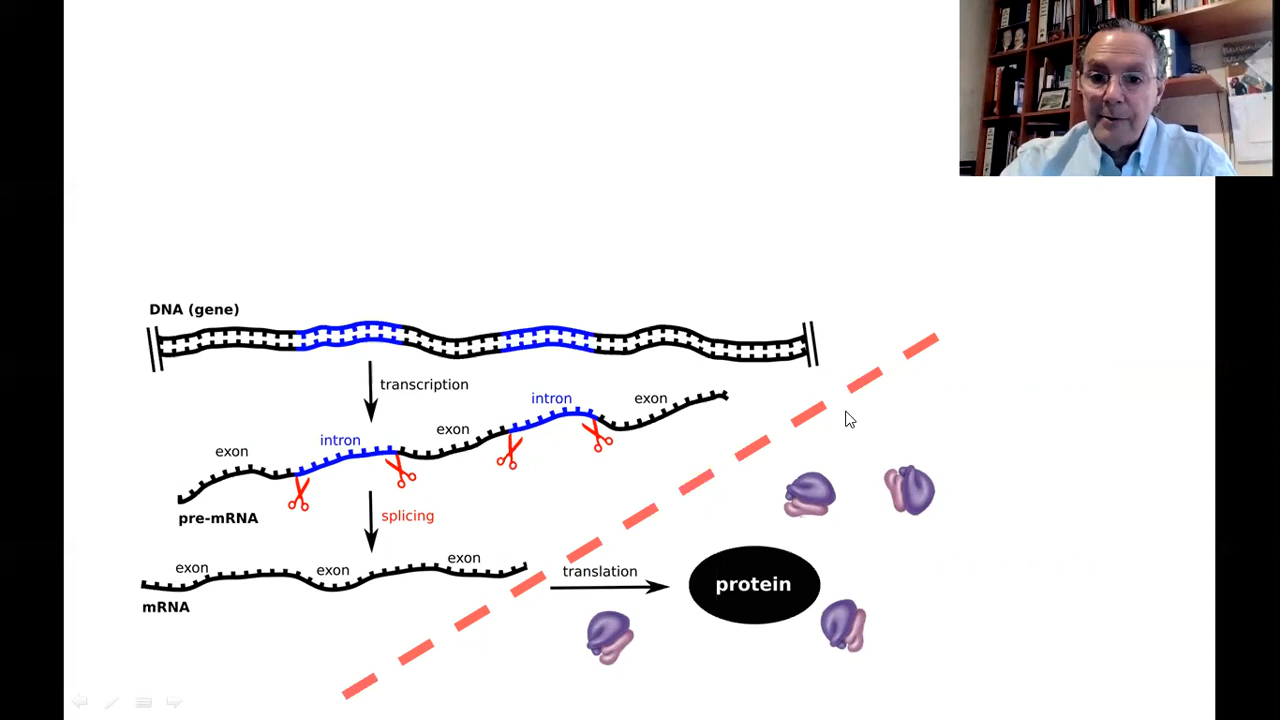 DNA (gene)
transcription
intron
exon
exon
intron
exon
pre-mRNA
splicing
exon
exon
exon
mRNA
translation
protein